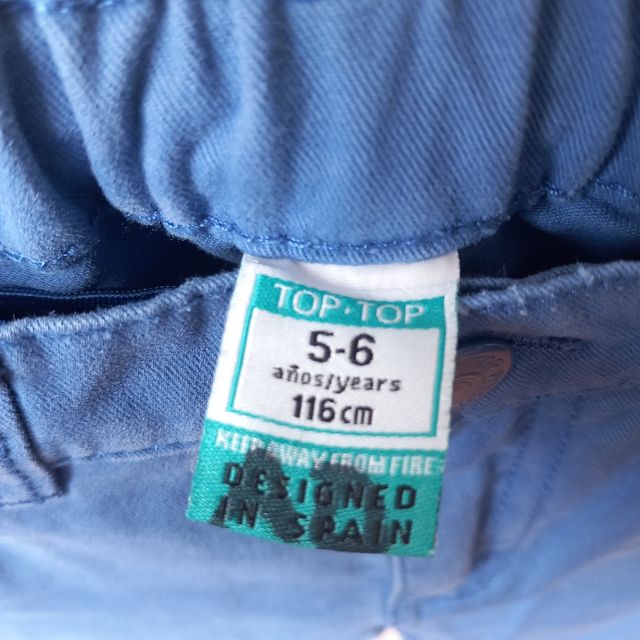 TOP·TOP
5-6
años/years
116cm
KEEP AWAY FROM FIRE
DESIGNED
IN SPAIN